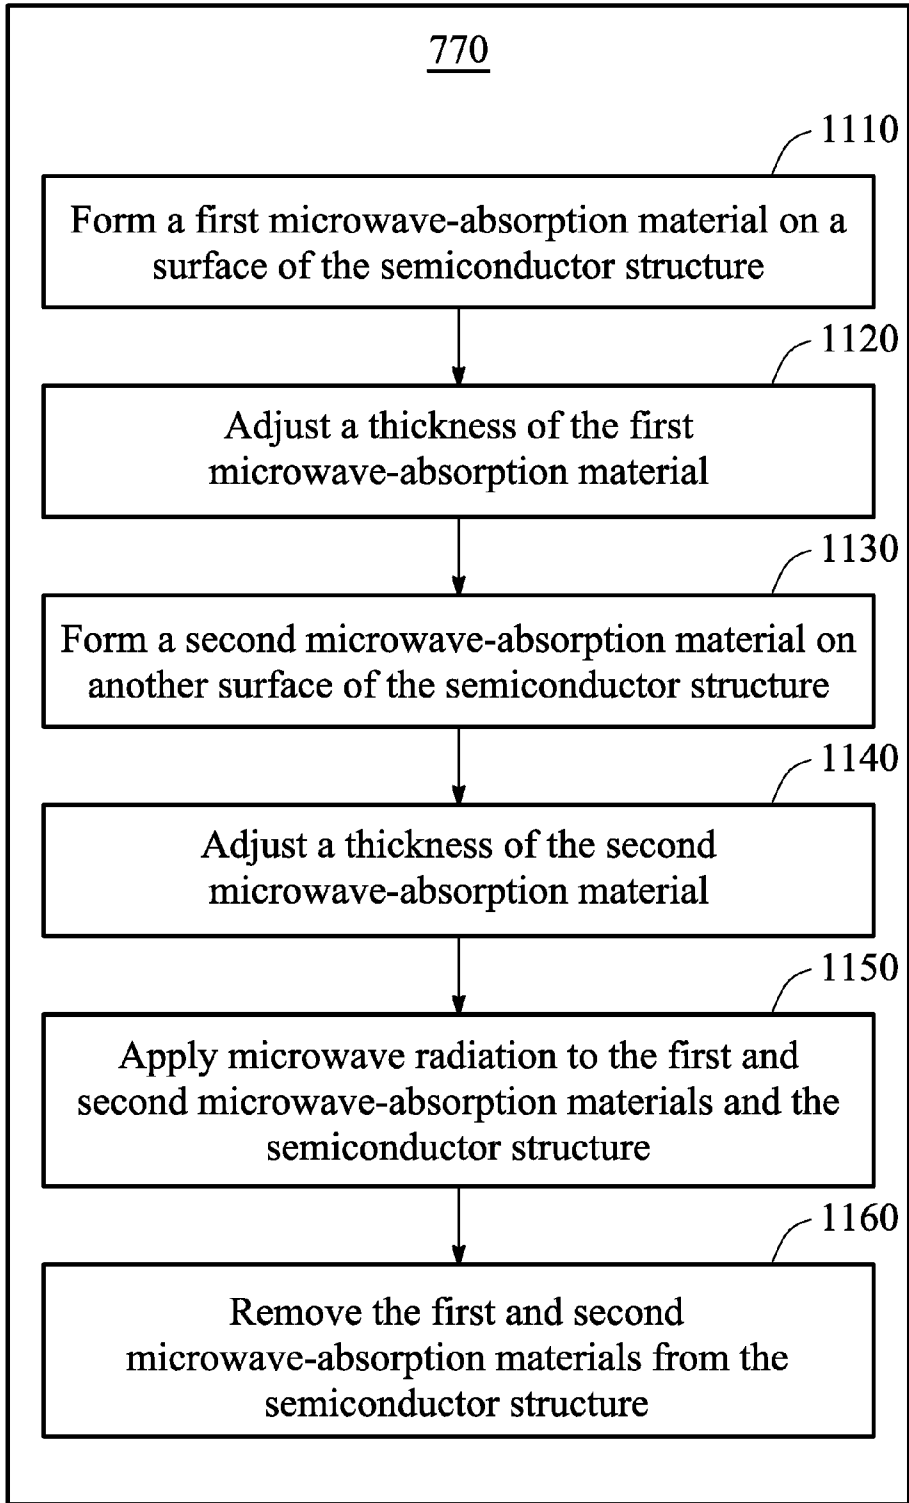 770
1110
Form a first microwave-absorption material on a
surface of the semiconductor structure
1120
Adjust a thickness of the first
microwave-absorption material
1130
Form a second microwave-absorption material on
another surface of the semiconductor structure
1140
Adjust a thickness of the second
microwave-absorption material
1150
Apply microwave radiation to the first and
second microwave-absorption materials and the
semiconductor structure
1160
Remove the first and second
microwave-absorption materials from the
semiconductor structure